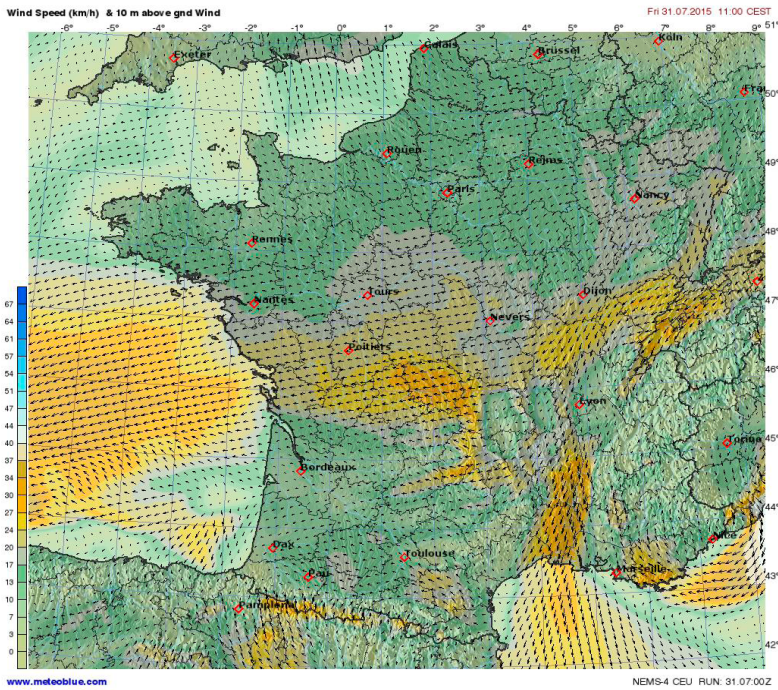 Wind Speed (km/h) & 10 m above gnd Wind
Fri 31.07.2015 11:00 CEST
-6° -5° -4° -3° -2° -1° 0° 1° 2° 3° 4° 5° 6° 7° 8° 9° 51°
Exeter
Calais
Brüssel
Köln
50°
Rouen
Reims
49°
Paris
Nancy
48°
Rennes
47°
Nantes
Tours
Dijon
Nevers
Poitiers
46°
Lyon
45°
Torino
Bordeaux
44°
Dax
Toulouse
Nice
Pau
Marseille
43°
Pamplona
42°
67
64
61
57
54
51
47
44
40
37
34
30
27
24
20
17
13
10
7
3
0
www.meteoblue.com
NEMS-4 CEU RUN: 31.07:00Z